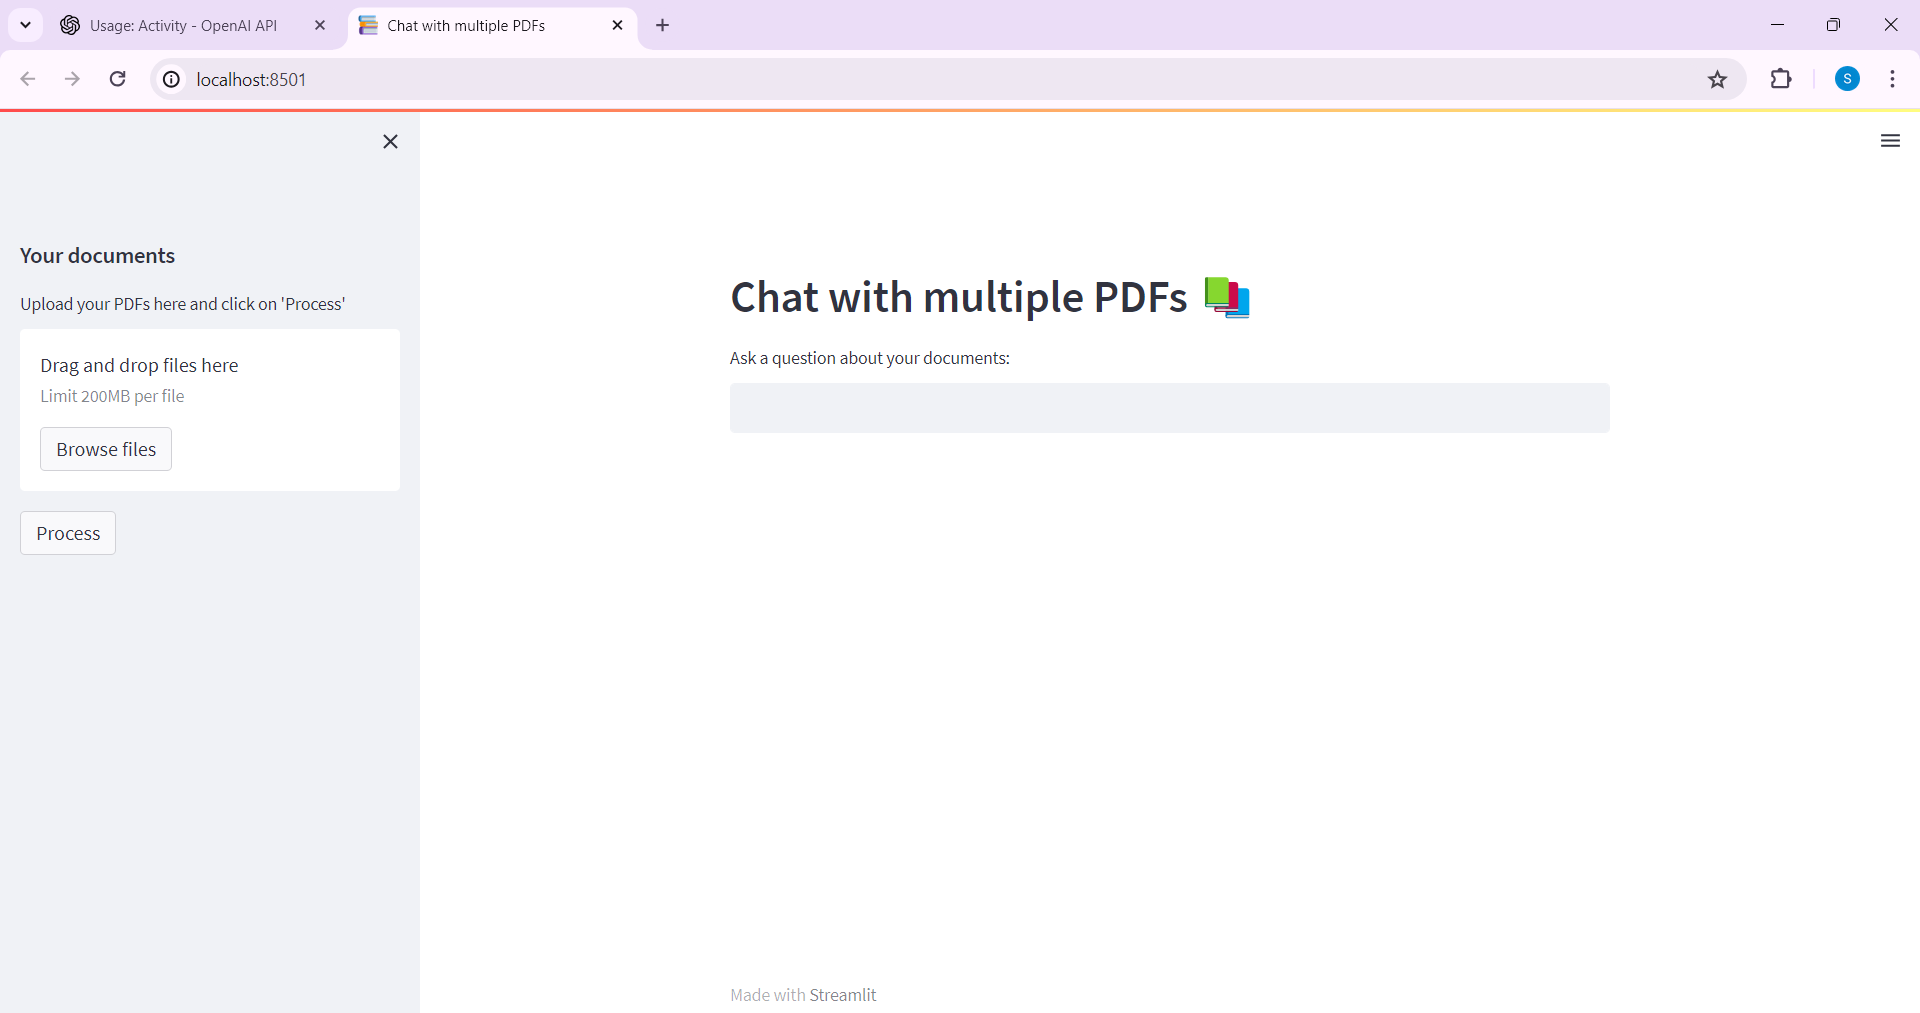 Usage: Activity - OpenAI API
Chat with multiple PDFs
localhost:8501
S
Your documents
Upload your PDFs here and click on 'Process'
Drag and drop files here
Limit 200MB per file
Browse files
Process
Chat with multiple PDFs
Ask a question about your documents:
Made with Streamlit